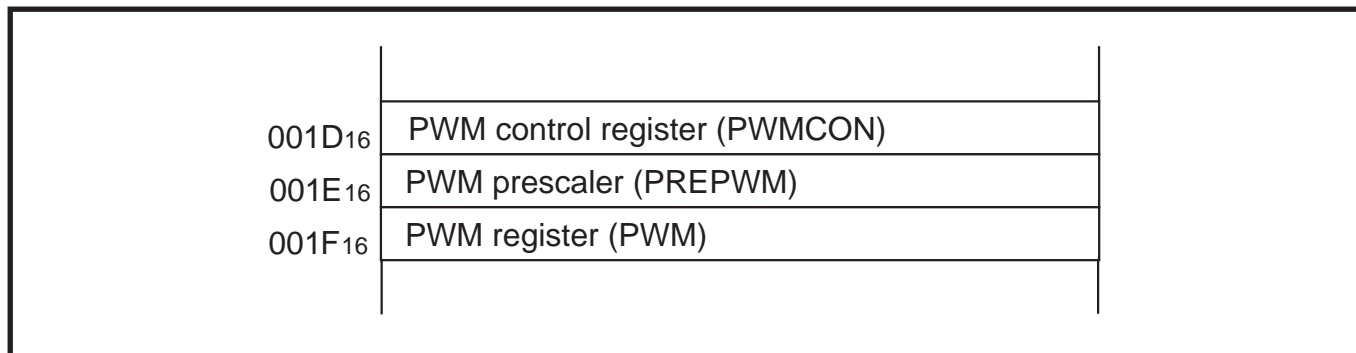 001D16 PWM control register (PWMCON)
001E16 PWM prescaler (PREPWM)
001F16 PWM register (PWM)